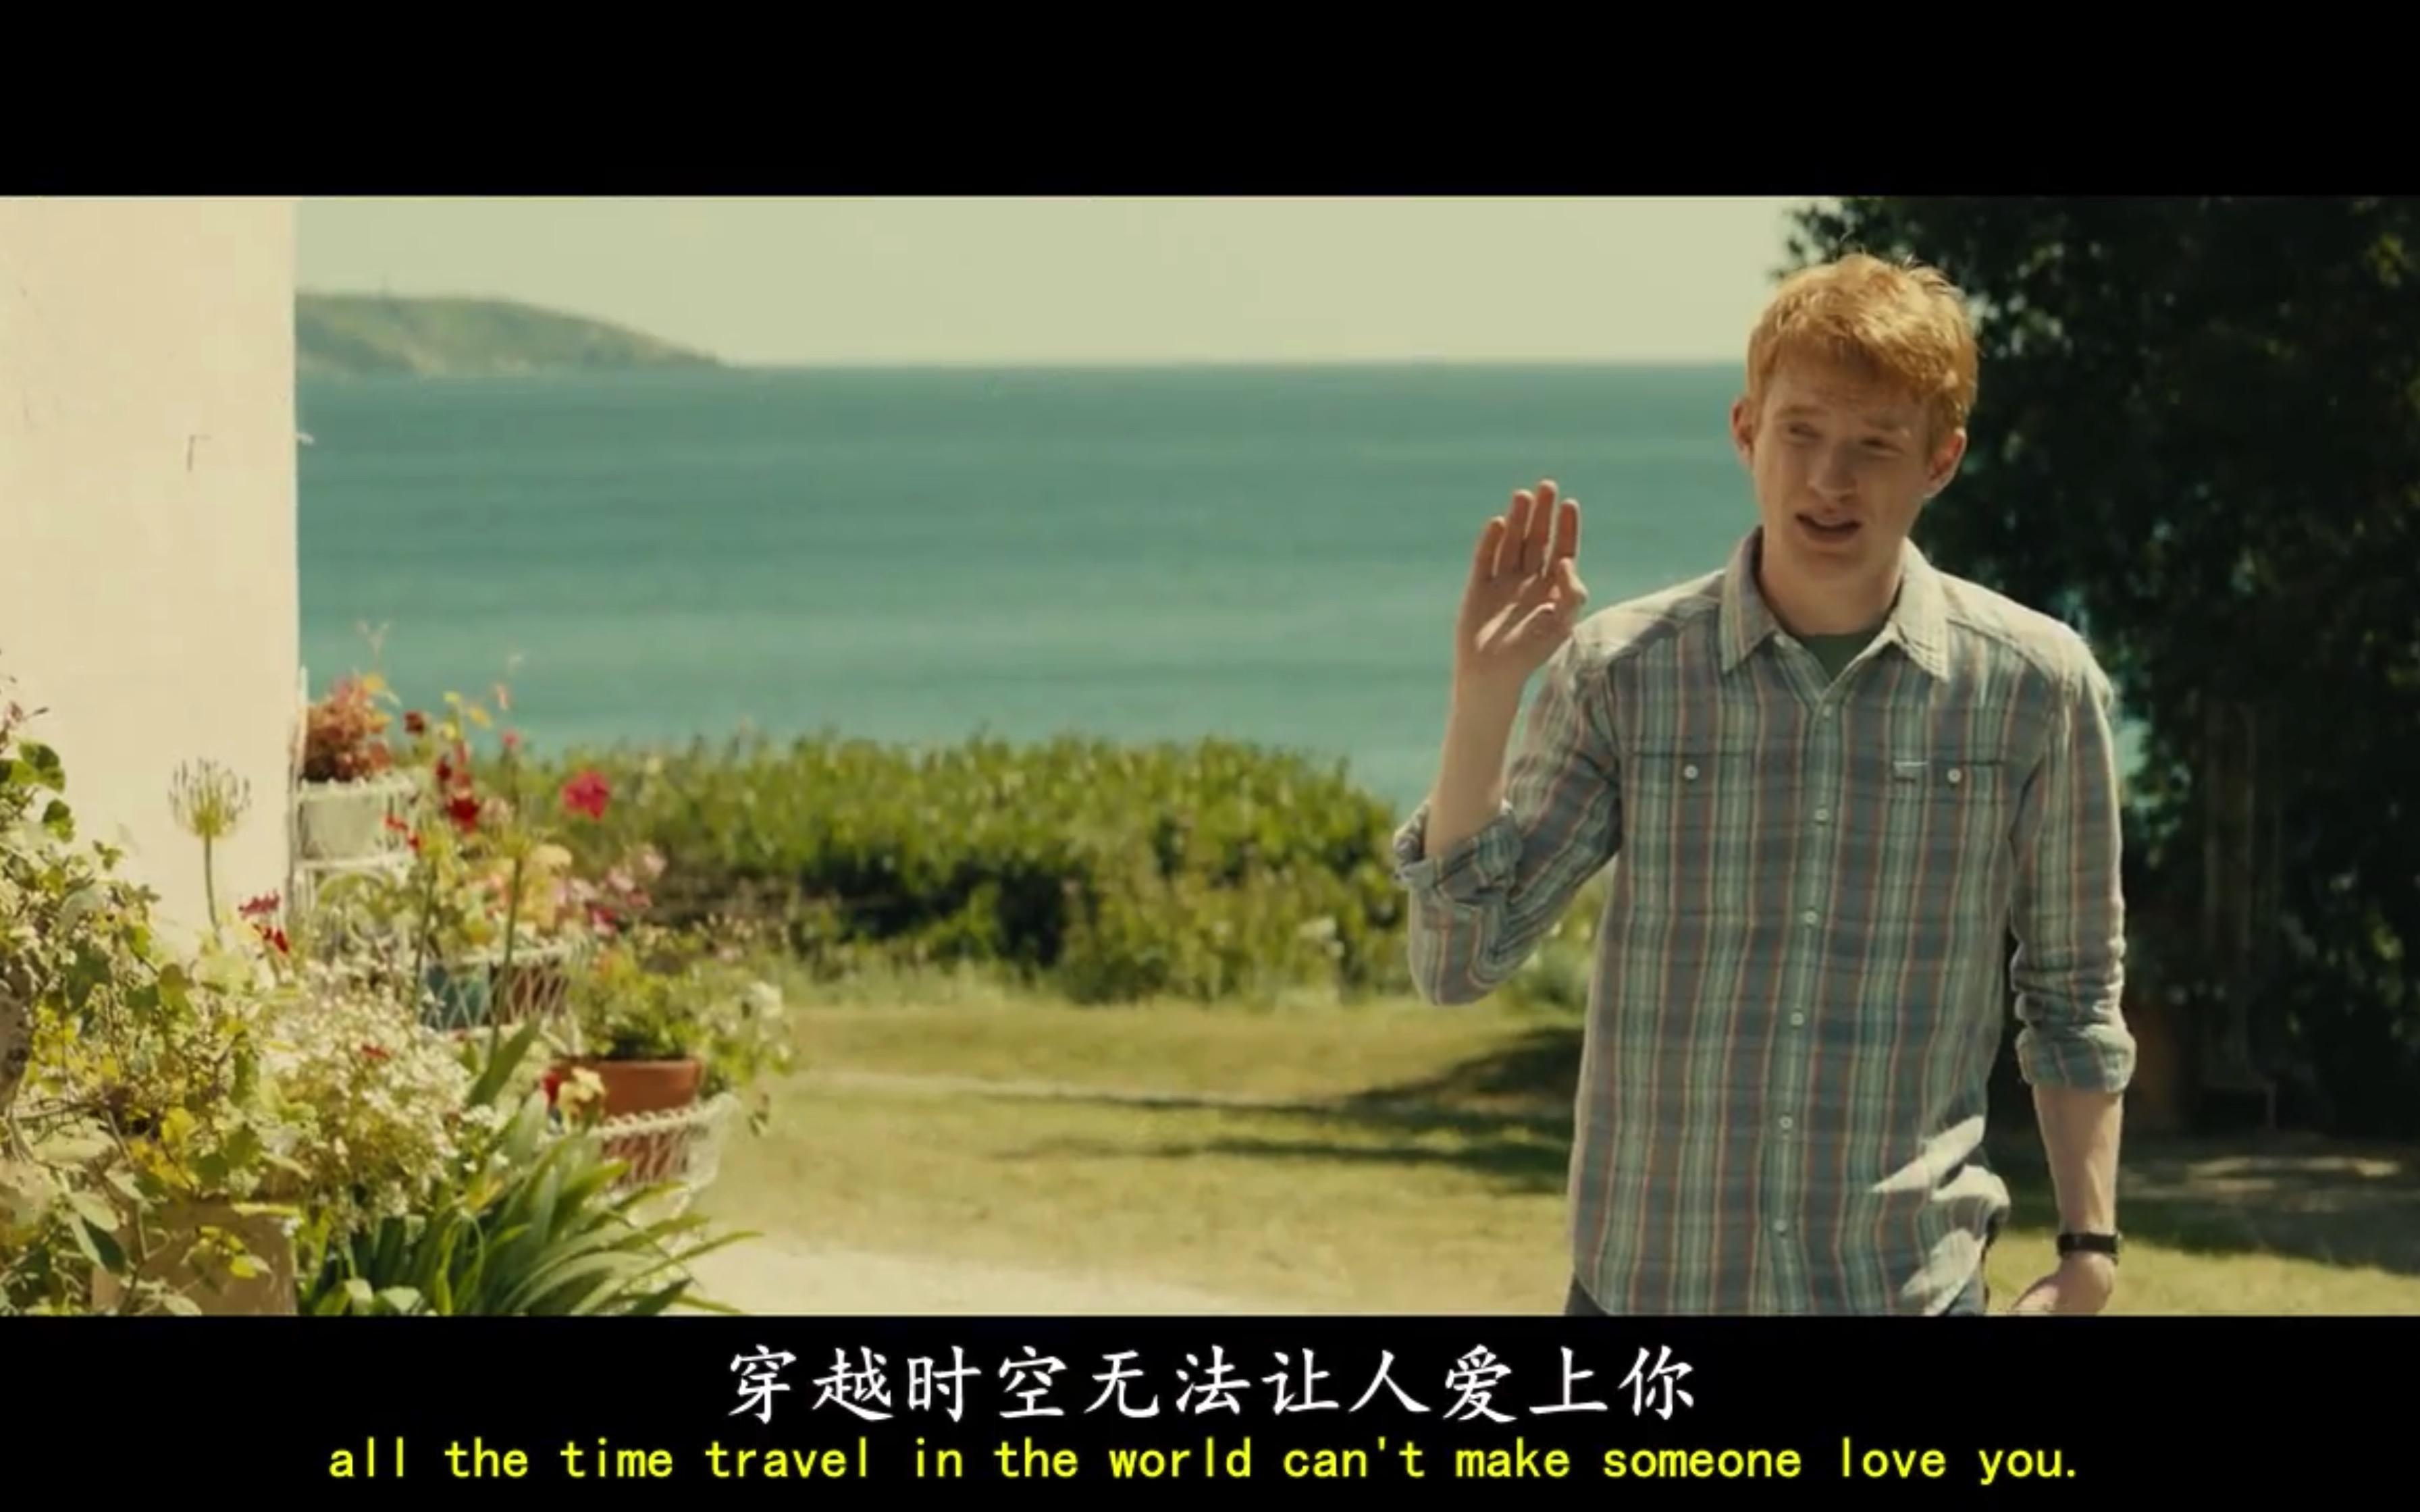 穿越时空无法让人爱上你
all the time travel in the world can't make someone love you.